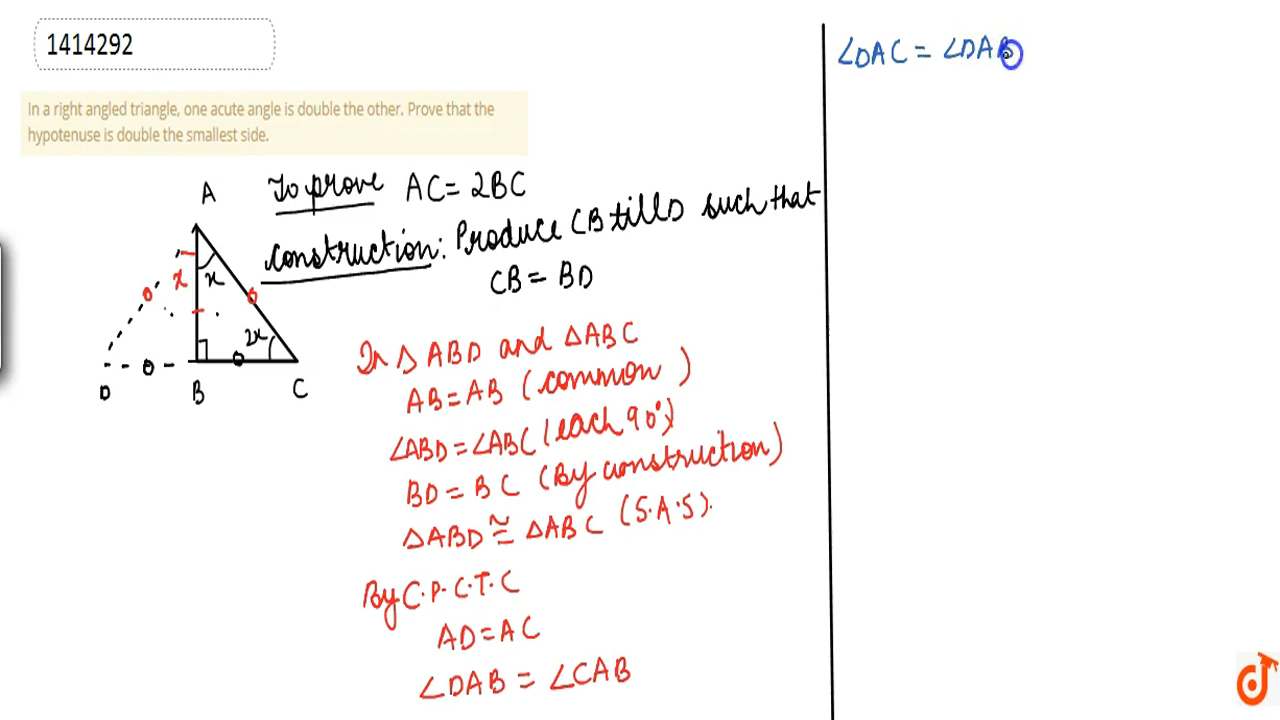 1414292
In a right angled triangle, one acute angle is double the other. Prove that the
hypotenuse is double the smallest side.
To prove AC = 2BC
construction: Produce CB tills such that
CB = BD
A
x
x
2x
D
B
C
In △ ABD and △ABC
AB = AB (common)
∠ABD = ∠ABC (each 90°)
BD = BC (By construction)
△ABD ≅ △ABC (S.A.S).
By C.P.C.T.C
AD = AC
∠DAB = ∠CAB
∠DAC = ∠DAB